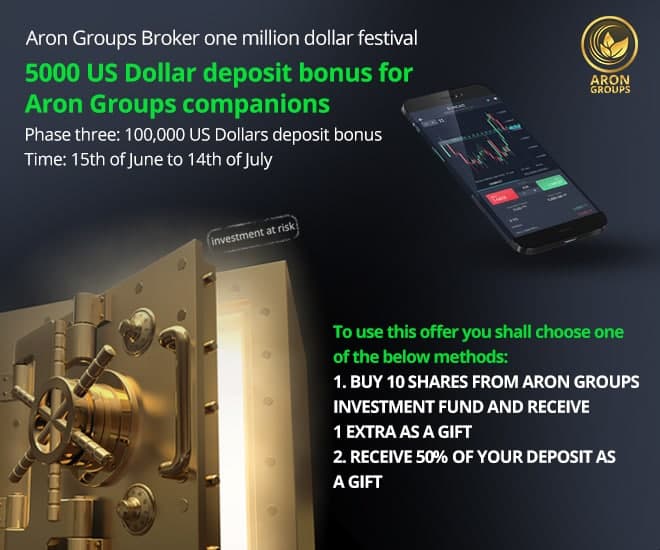 Aron Groups Broker one million dollar festival
5000 US Dollar deposit bonus for
Aron Groups companions
Phase three: 100,000 US Dollars deposit bonus
Time: 15th of June to 14th of July
ARON
GROUPS
investment at risk
To use this offer you shall choose one
of the below methods:
1. BUY 10 SHARES FROM ARON GROUPS
INVESTMENT FUND AND RECEIVE
1 EXTRA AS A GIFT
2. RECEIVE 50% OF YOUR DEPOSIT AS
A GIFT